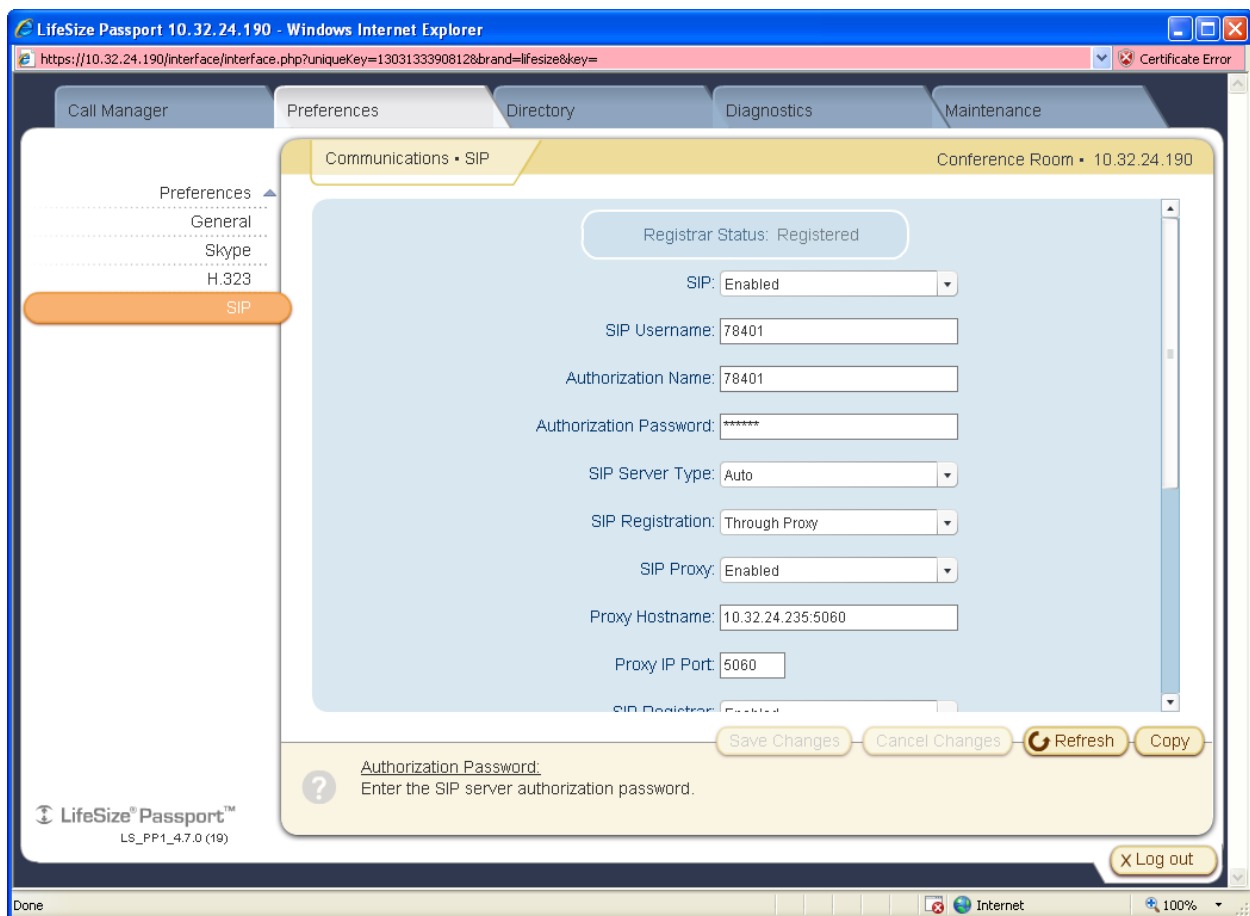 LifeSize Passport 10.32.24.190 - Windows Internet Explorer
https://10.32.24.190/interface/interface.php?uniqueKey=1303133390812&brand=lifesize&key=
Certificate Error
Call Manager
Preferences
Directory
Diagnostics
Maintenance
Communications • SIP
Conference Room • 10.32.24.190
Preferences
General
Skype
H.323
SIP
Registrar Status: Registered
SIP: Enabled
SIP Username: 78401
Authorization Name: 78401
Authorization Password: ******
SIP Server Type: Auto
SIP Registration: Through Proxy
SIP Proxy: Enabled
Proxy Hostname: 10.32.24.235:5060
Proxy IP Port: 5060
SIP Registrar: Enabled
Save Changes
Cancel Changes
Refresh
Copy
?
Authorization Password:
Enter the SIP server authorization password.
LifeSize® Passport™
LS_PP1_4.7.0 (19)
X Log out
Done
Internet
100%